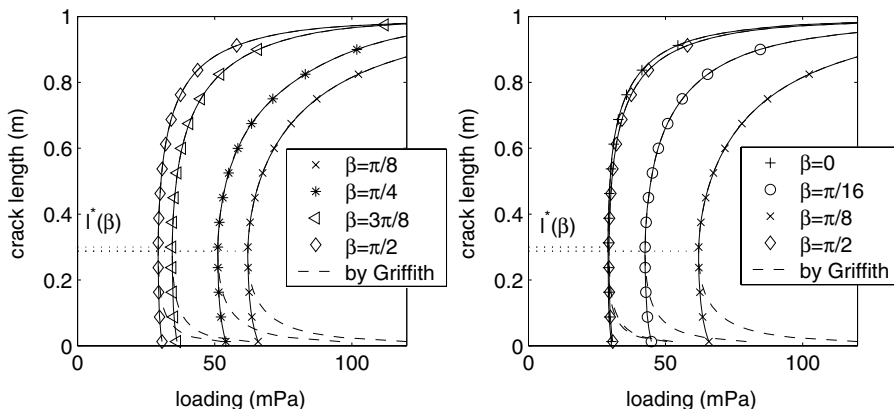 1
0.8
0.6
0.4
0.2
0
0
50
100
crack length (m)
loading (mPa)
l*(β)
β=π/8
β=π/4
β=3π/8
β=π/2
by Griffith
1
0.8
0.6
0.4
0.2
0
0
50
100
crack length (m)
loading (mPa)
l*(β)
β=0
β=π/16
β=π/8
β=π/2
by Griffith